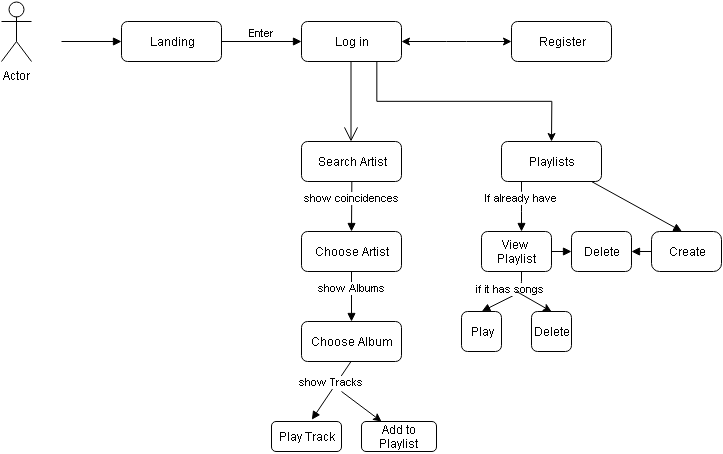 Actor
Landing
Enter
Log in
Register
Search Artist
Playlists
show coincidences
If already have
Choose Artist
View
Playlist
Delete
Create
show Albums
if it has songs
Choose Album
Play
Delete
show Tracks
Play Track
Add to
Playlist